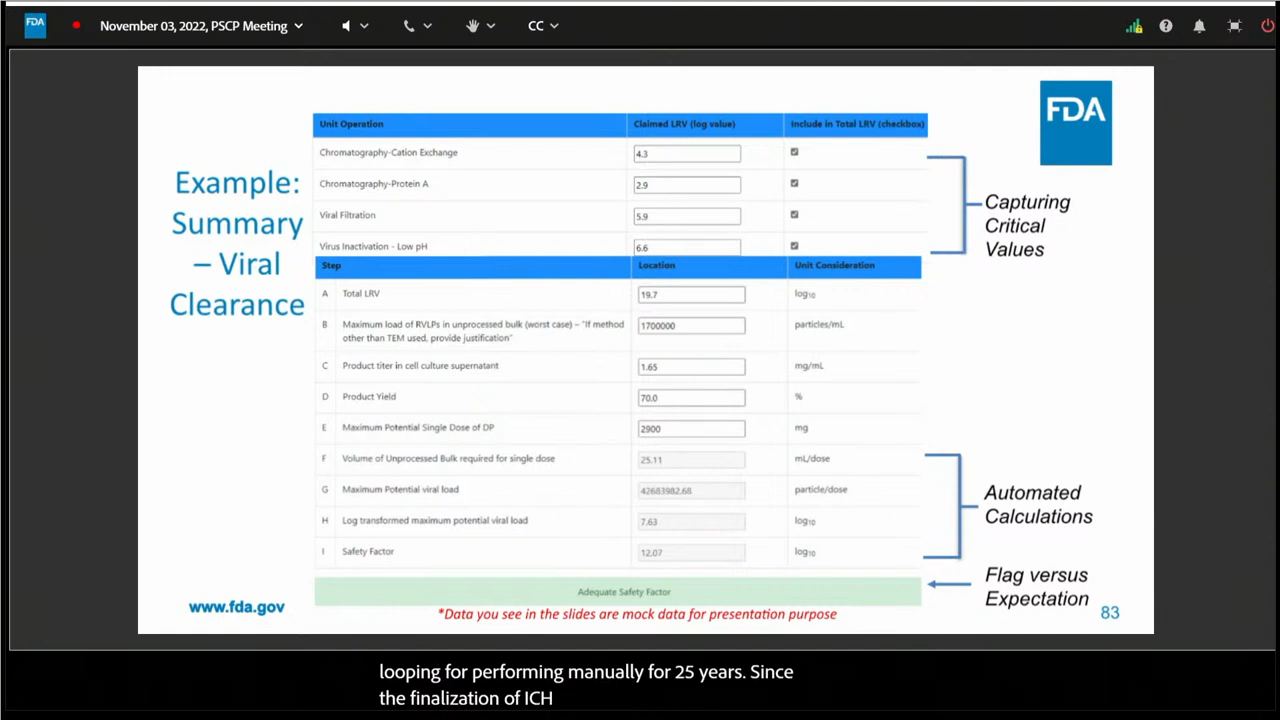 FDA
November 03, 2022, PSCP Meeting
CC
FDA
Example:
Summary
– Viral
Clearance
Unit Operation Claimed LRV (log value) Include in Total LRV (checkbox)
Chromatography-Cation Exchange 4.3
Chromatography-Protein A 2.9
Viral Filtration 5.9
Virus Inactivation - Low pH 6.6
Capturing
Critical
Values
Step Location Unit Consideration
A Total LRV 19.7 log10
B Maximum load of RVLPs in unprocessed bulk (worst case) – "If method
other than TEM used, provide justification" 1700000 particles/mL
C Product titer in cell culture supernatant 1.65 mg/mL
D Product Yield 70.0 %
E Maximum Potential Single Dose of DP 2900 mg
F Volume of Unprocessed Bulk required for single dose 25.11 mL/dose
G Maximum Potential viral load 42683982.68 particle/dose
H Log transformed maximum potential viral load 7.63 log10
I Safety Factor 12.07 log10
Automated
Calculations
Adequate Safety Factor
Flag versus
Expectation
www.fda.gov
*Data you see in the slides are mock data for presentation purpose
83
looping for performing manually for 25 years. Since
the finalization of ICH